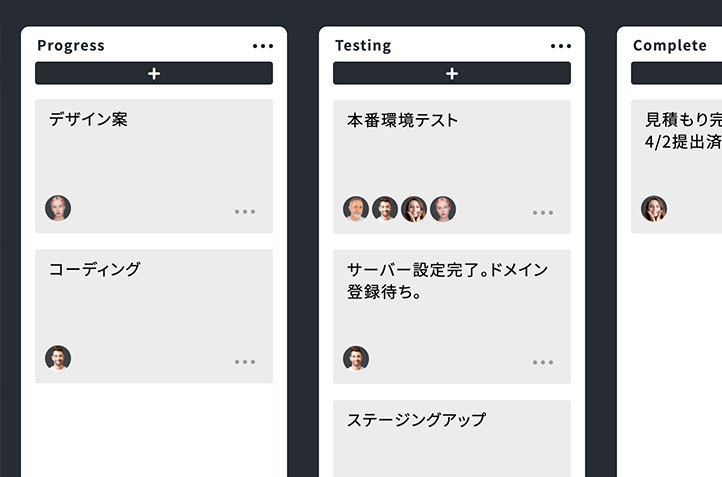 Progress
デザイン案
コーディング
Testing
本番環境テスト
サーバー設定完了。ドメイン
登録待ち。
ステージングアップ
Complete
見積もり完
4/2提出済